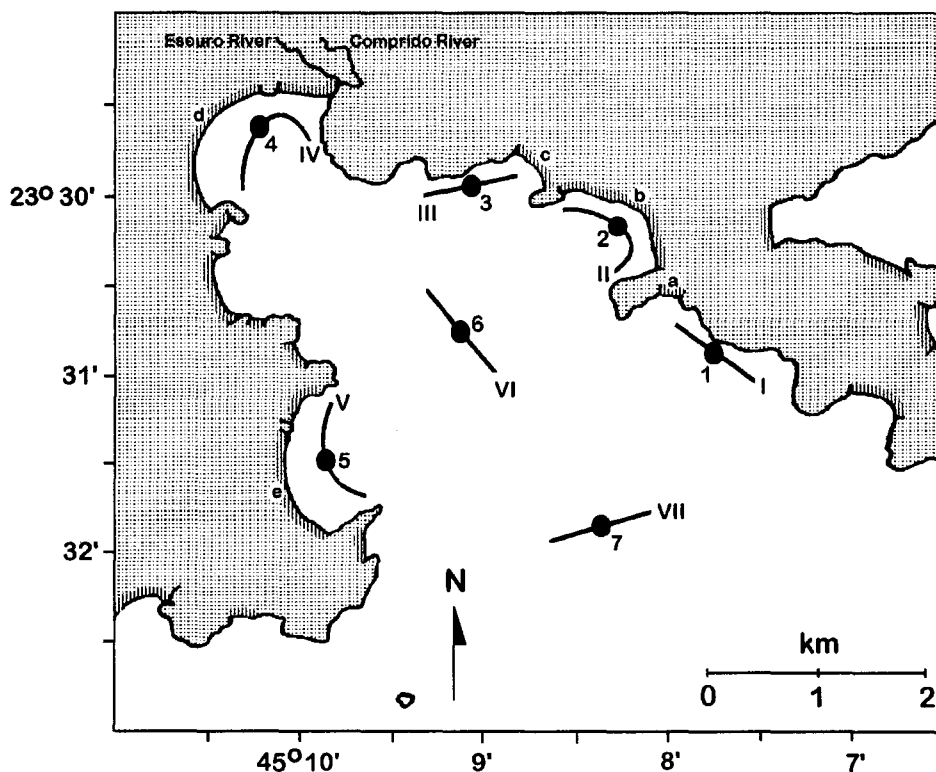 Escuro River
Comprido River
d
4
IV
c
23° 30'
III
3
b
2
II
a
6
1
I
31'
VI
V
5
e
VII
7
32'
N
km
0 1 2
45° 10' 9' 8' 7'